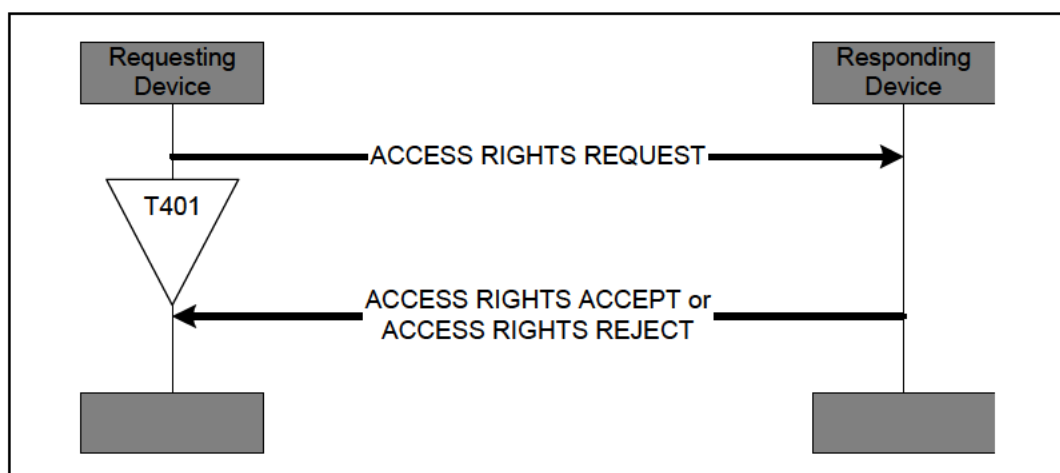 Requesting
Device
Responding
Device
ACCESS RIGHTS REQUEST
T401
ACCESS RIGHTS ACCEPT or
ACCESS RIGHTS REJECT